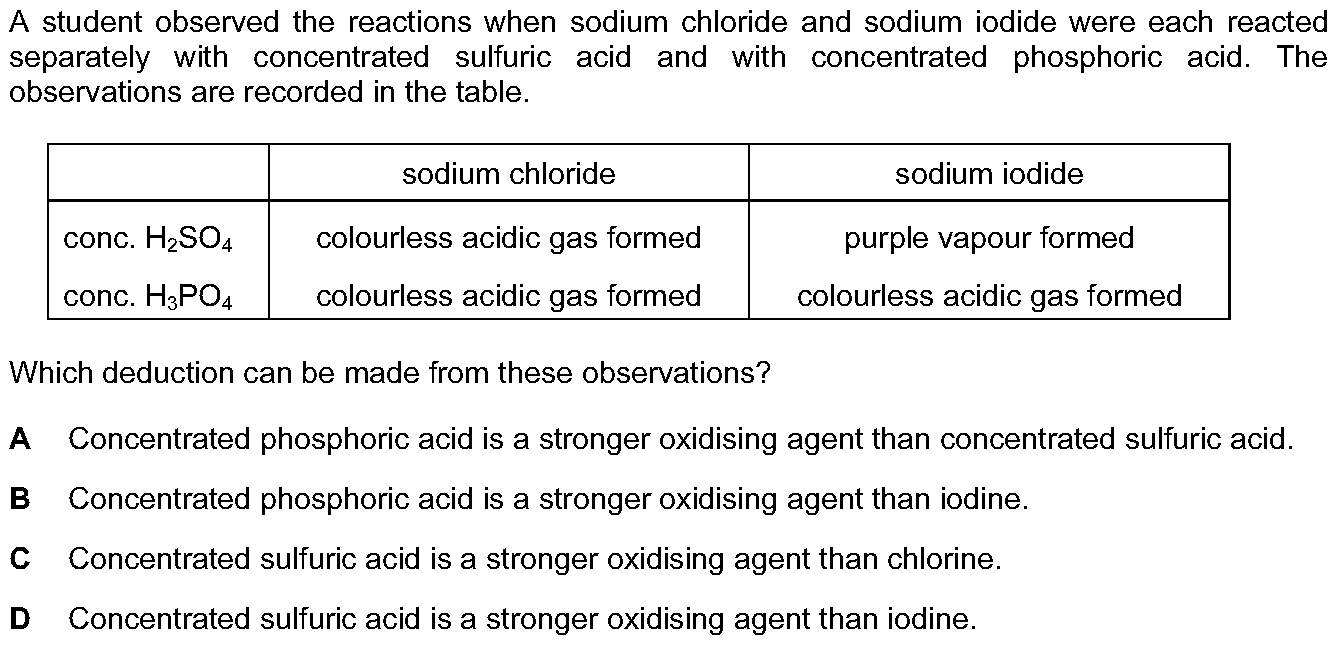 A student observed the reactions when sodium chloride and sodium iodide were each reacted
separately with concentrated sulfuric acid and with concentrated phosphoric acid. The
observations are recorded in the table.
sodium chloride sodium iodide
conc. H₂SO₄ colourless acidic gas formed purple vapour formed
conc. H₃PO₄ colourless acidic gas formed colourless acidic gas formed
Which deduction can be made from these observations?
A Concentrated phosphoric acid is a stronger oxidising agent than concentrated sulfuric acid.
B Concentrated phosphoric acid is a stronger oxidising agent than iodine.
C Concentrated sulfuric acid is a stronger oxidising agent than chlorine.
D Concentrated sulfuric acid is a stronger oxidising agent than iodine.